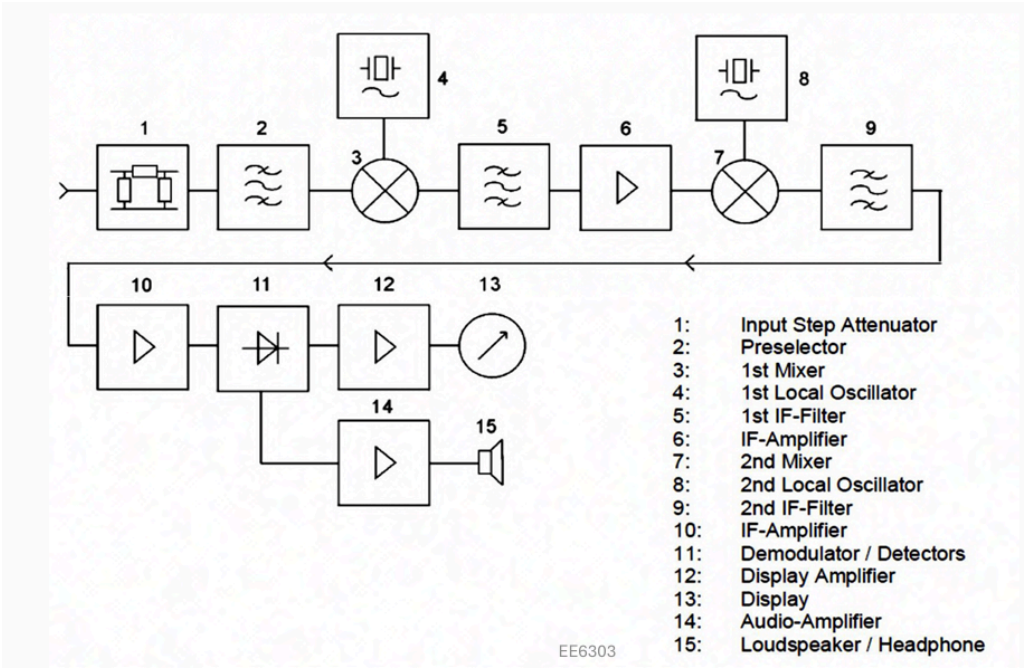 4
8
1
2
3
5
6
7
9
10
11
12
13
14
15
1: Input Step Attenuator
2: Preselector
3: 1st Mixer
4: 1st Local Oscillator
5: 1st IF-Filter
6: IF-Amplifier
7: 2nd Mixer
8: 2nd Local Oscillator
9: 2nd IF-Filter
10: IF-Amplifier
11: Demodulator / Detectors
12: Display Amplifier
13: Display
14: Audio-Amplifier
15: Loudspeaker / Headphone
EE6303